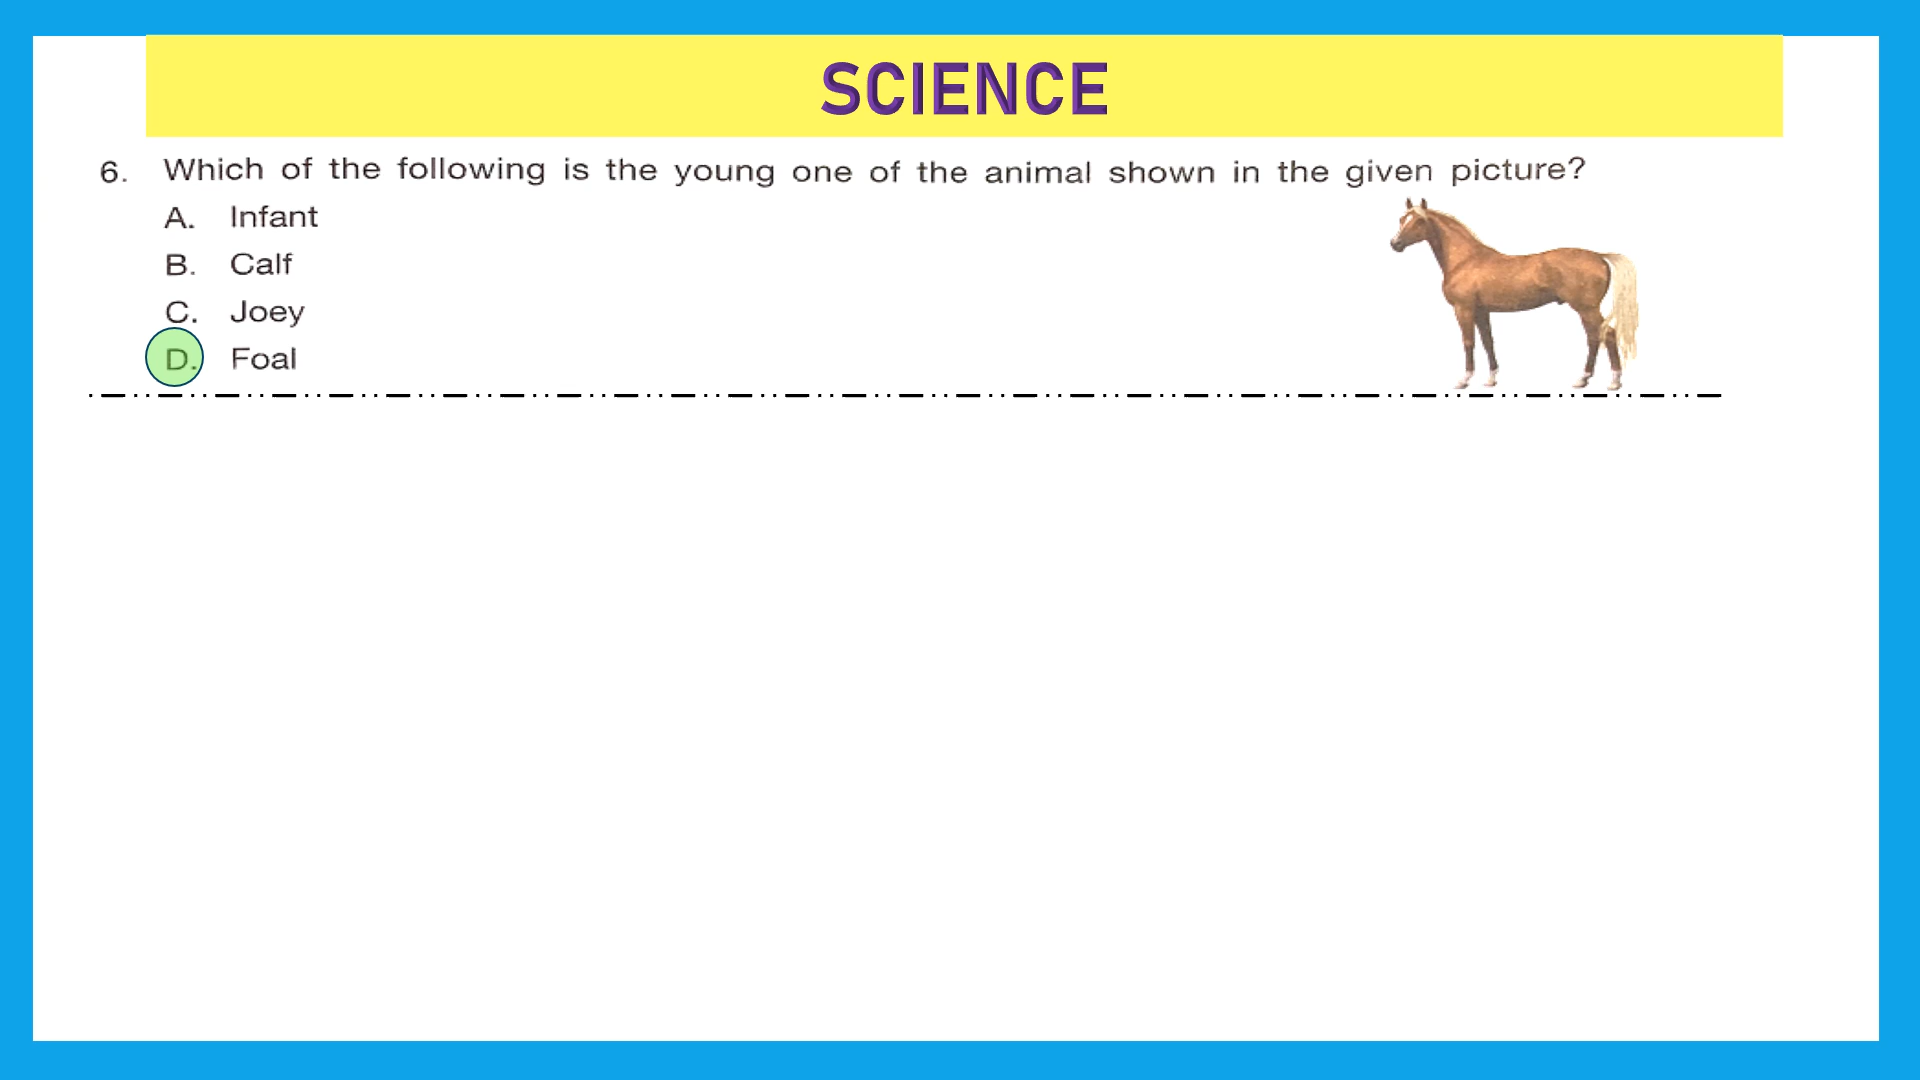 SCIENCE
6. Which of the following is the young one of the animal shown in the given picture?
A. Infant
B. Calf
C. Joey
D. Foal